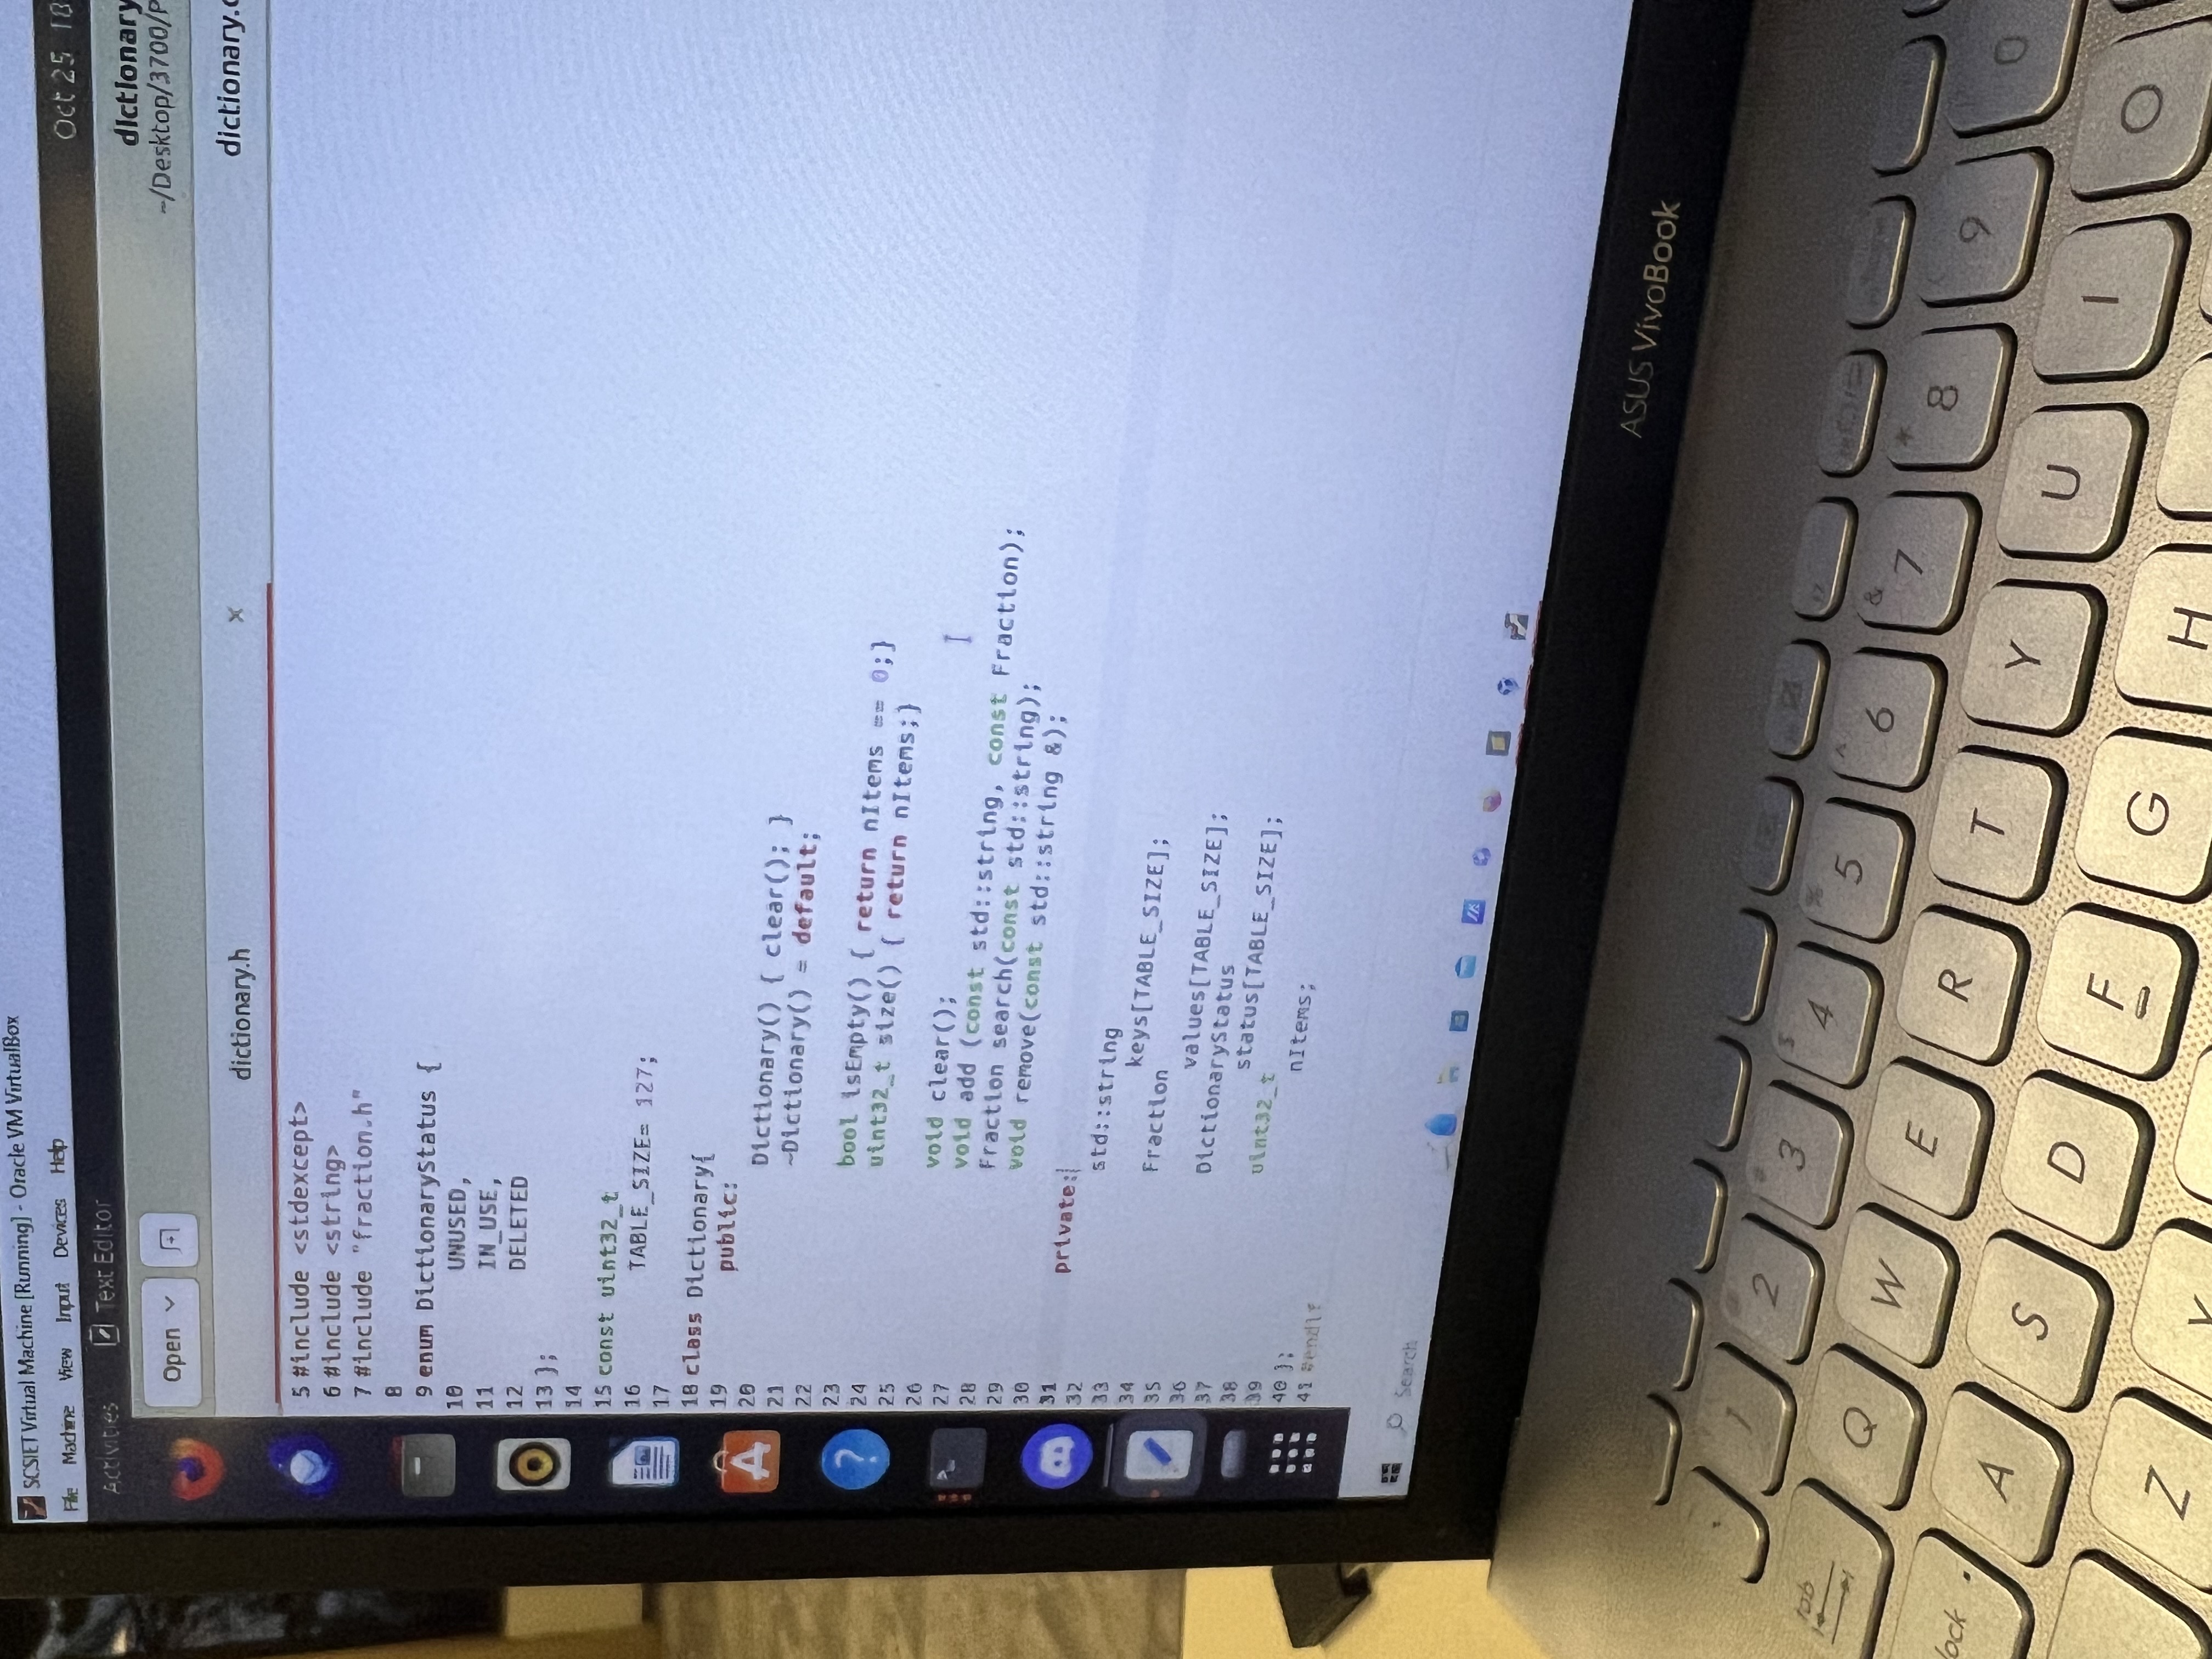 SCSIET Virtual Machine [Running] - Oracle VM VirtualBox
File Machine View Input Devices Help
Activities Text Editor Oct 25 18
Open dictionary
~/Desktop/3700/P
dictionary.h × dictionary.c
5 #include <stdexcept>
6 #include <string>
7 #include "fraction.h"
8
9 enum DictionaryStatus {
10 UNUSED,
11 IN_USE,
12 DELETED
13 };
14
15 const uint32_t
16 TABLE_SIZE= 127;
17
18 class Dictionary{
19 public:
20 Dictionary() { clear(); }
21 ~Dictionary() = default;
22
23 bool isEmpty() { return nItems == 0;}
24 uint32_t size() { return nItems;}
25
26 void clear();
27 void add (const std::string, const Fraction);
28 Fraction search(const std::string);
29 void remove(const std::string &);
30
31 private:
32 std::string
33 keys[TABLE_SIZE];
34 Fraction
35 values[TABLE_SIZE];
36 DictionaryStatus
37 status[TABLE_SIZE];
38 uint32_t
39 nItems;
40 };
41 #endif
Search
ASUS VivoBook
1 2 3 4 5 6 7 8 9 0
# $ % ^ & *
tab Q W E R T Y U I O
lock A S D F G H
Z